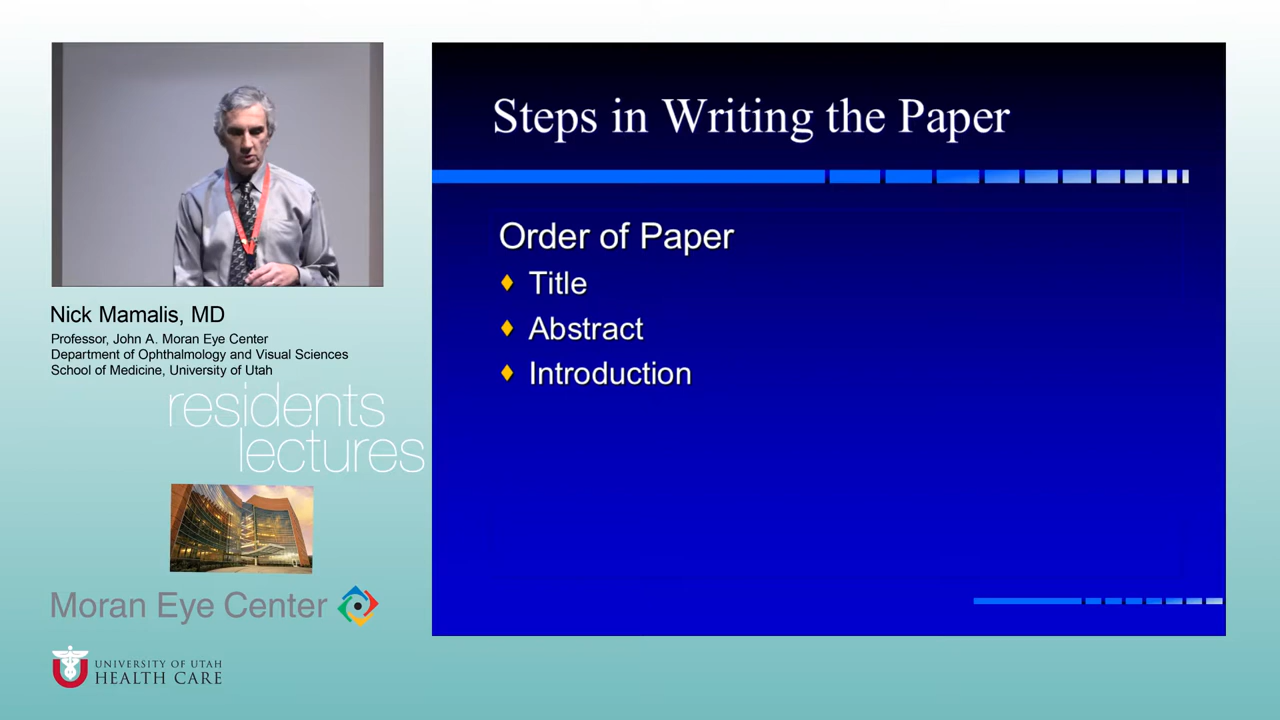 Nick Mamalis, MD
Professor, John A. Moran Eye Center
Department of Ophthalmology and Visual Sciences
School of Medicine, University of Utah
residents
lectures
Moran Eye Center
UNIVERSITY OF UTAH
HEALTH CARE
Steps in Writing the Paper
Order of Paper
Title
Abstract
Introduction